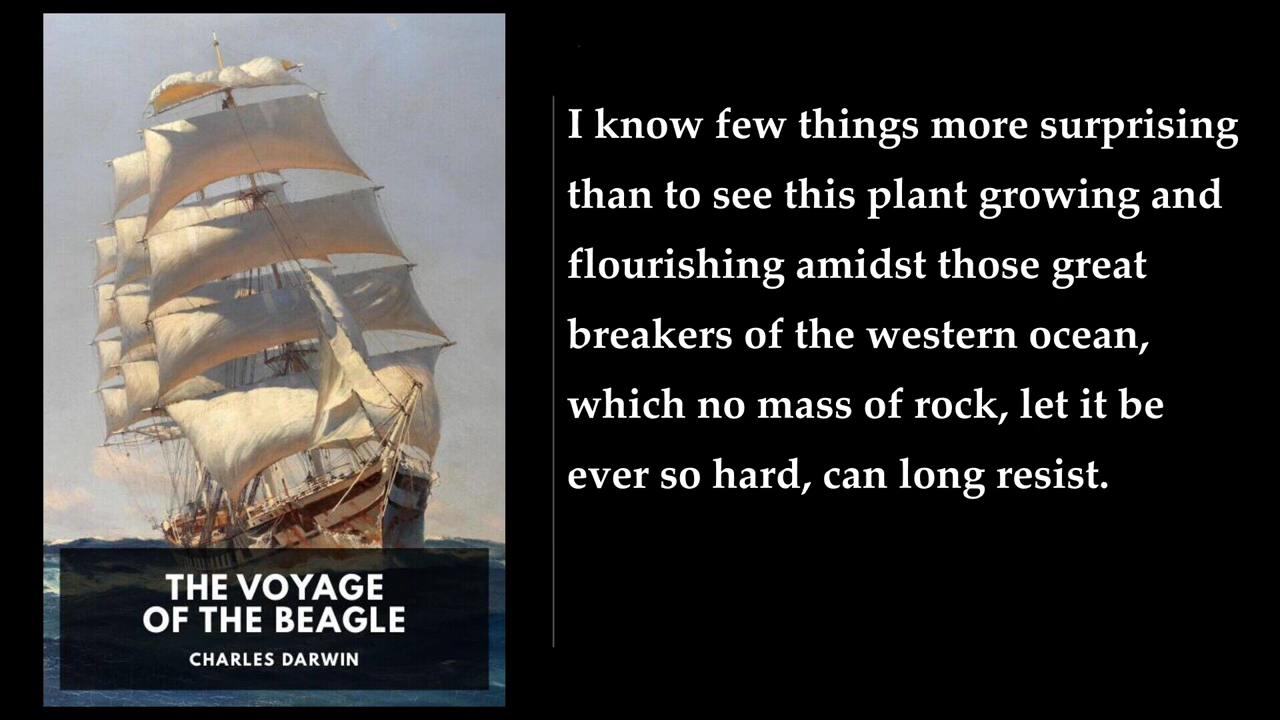 THE VOYAGE
OF THE BEAGLE
CHARLES DARWIN
I know few things more surprising
than to see this plant growing and
flourishing amidst those great
breakers of the western ocean,
which no mass of rock, let it be
ever so hard, can long resist.